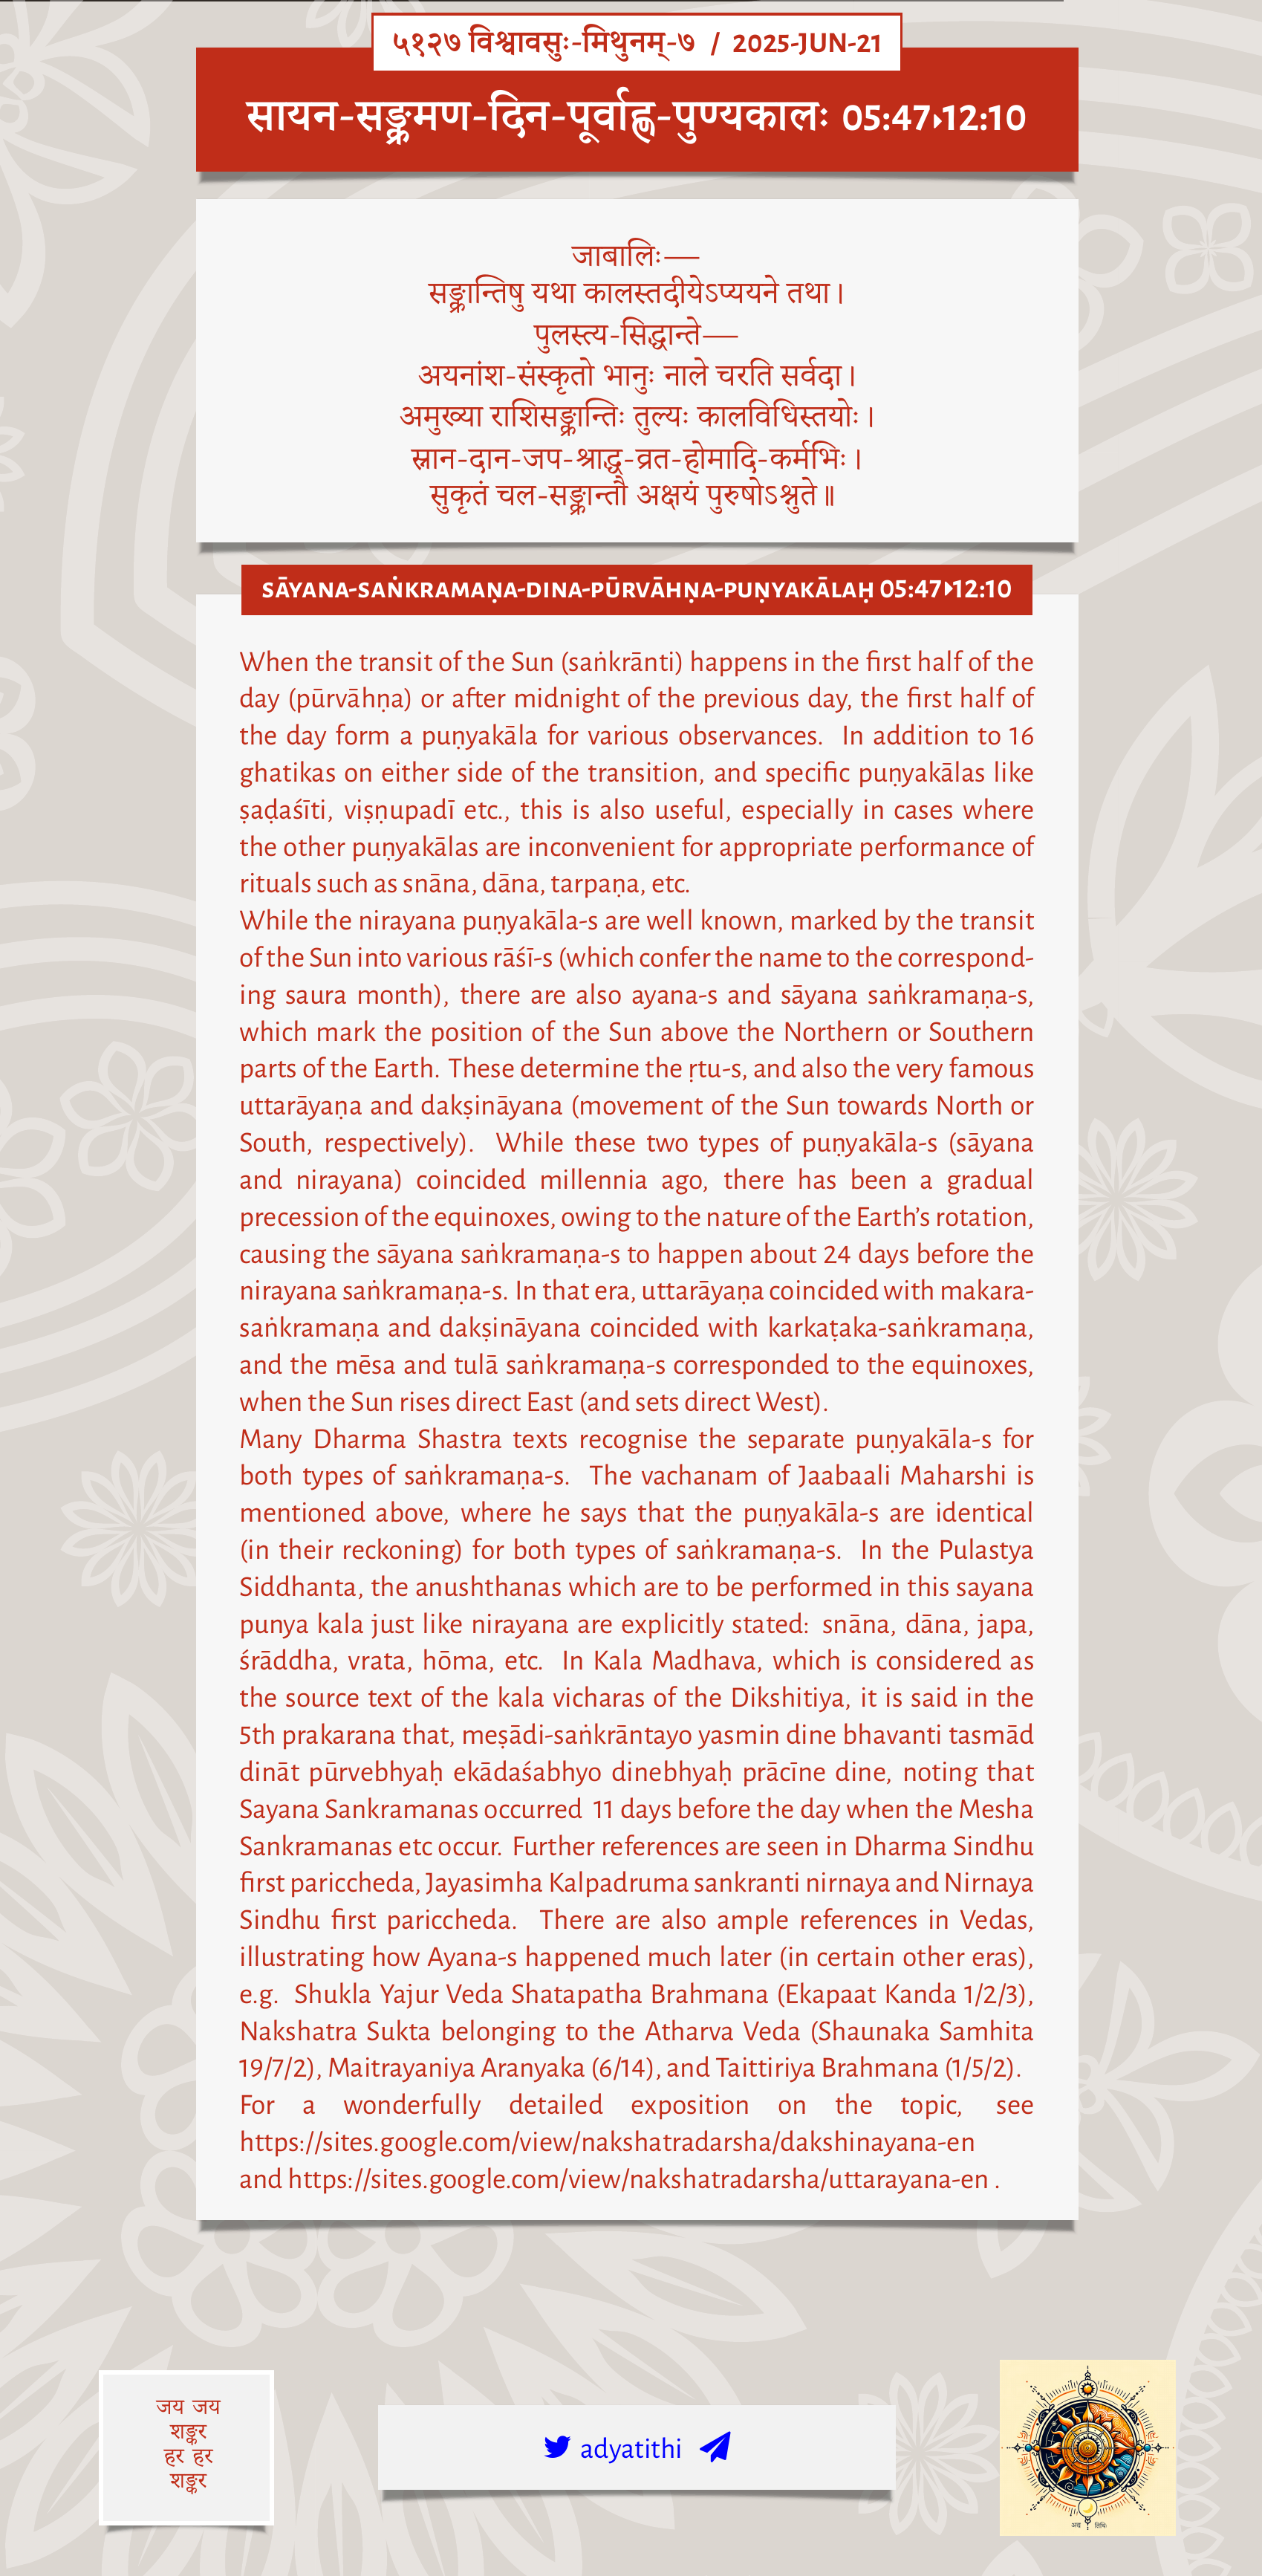 ५१२७ विश्वावसुः-मिथुनम्-७ / 2025-JUN-21
सायन-सङ्क्रमण-दिन-पूर्वाह्ण-पुण्यकालः 05:47▸12:10
जाबालिः—
सङ्क्रान्तिषु यथा कालस्तदीयेऽप्ययने तथा।
पुलस्त्य-सिद्धान्ते—
अयनांश-संस्कृतो भानुः नाले चरति सर्वदा।
अमुख्या राशिसङ्क्रान्तिः तुल्यः कालविधिस्तयोः।
स्नान-दान-जप-श्राद्ध-व्रत-होमादि-कर्मभिः।
सुकृतं चल-सङ्क्रान्तौ अक्षयं पुरुषोऽश्नुते॥
SĀYANA-SAṄKRAMAṆA-DINA-PŪRVĀHṆA-PUṆYAKĀLAḤ 05:47▸12:10
When the transit of the Sun (saṅkrānti) happens in the first half of the
day (pūrvāhṇa) or after midnight of the previous day, the first half of
the day form a puṇyakāla for various observances. In addition to 16
ghatikas on either side of the transition, and specific puṇyakālas like
ṣaḍaśīti, viṣṇupadī etc., this is also useful, especially in cases where
the other puṇyakālas are inconvenient for appropriate performance of
rituals such as snāna, dāna, tarpaṇa, etc.
While the nirayana puṇyakāla-s are well known, marked by the transit
of the Sun into various rāśī-s (which confer the name to the correspond-
ing saura month), there are also ayana-s and sāyana saṅkramaṇa-s,
which mark the position of the Sun above the Northern or Southern
parts of the Earth. These determine the ṛtu-s, and also the very famous
uttarāyaṇa and dakṣināyana (movement of the Sun towards North or
South, respectively). While these two types of puṇyakāla-s (sāyana
and nirayana) coincided millennia ago, there has been a gradual
precession of the equinoxes, owing to the nature of the Earth's rotation,
causing the sāyana saṅkramaṇa-s to happen about 24 days before the
nirayana saṅkramaṇa-s. In that era, uttarāyaṇa coincided with makara-
saṅkramaṇa and dakṣināyana coincided with karkaṭaka-saṅkramaṇa,
and the mēsa and tulā saṅkramaṇa-s corresponded to the equinoxes,
when the Sun rises direct East (and sets direct West).
Many Dharma Shastra texts recognise the separate puṇyakāla-s for
both types of saṅkramaṇa-s. The vachanam of Jaabaali Maharshi is
mentioned above, where he says that the puṇyakāla-s are identical
(in their reckoning) for both types of saṅkramaṇa-s. In the Pulastya
Siddhanta, the anushthanas which are to be performed in this sayana
punya kala just like nirayana are explicitly stated: snāna, dāna, japa,
śrāddha, vrata, hōma, etc. In Kala Madhava, which is considered as
the source text of the kala vicharas of the Dikshitiya, it is said in the
5th prakarana that, meṣādi-saṅkrāntayo yasmin dine bhavanti tasmād
dināt pūrvebhyaḥ ekādaśabhyo dinebhyaḥ prācīne dine, noting that
Sayana Sankramanas occurred 11 days before the day when the Mesha
Sankramanas etc occur. Further references are seen in Dharma Sindhu
first pariccheda, Jayasimha Kalpadruma sankranti nirnaya and Nirnaya
Sindhu first pariccheda. There are also ample references in Vedas,
illustrating how Ayana-s happened much later (in certain other eras),
e.g. Shukla Yajur Veda Shatapatha Brahmana (Ekapaat Kanda 1/2/3),
Nakshatra Sukta belonging to the Atharva Veda (Shaunaka Samhita
19/7/2), Maitrayaniya Aranyaka (6/14), and Taittiriya Brahmana (1/5/2).
For a wonderfully detailed exposition on the topic, see
https://sites.google.com/view/nakshatradarsha/dakshinayana-en
and https://sites.google.com/view/nakshatradarsha/uttarayana-en .
जय जय
शङ्कर
हर हर
शङ्कर
adyatithi
अद्य तिथिः